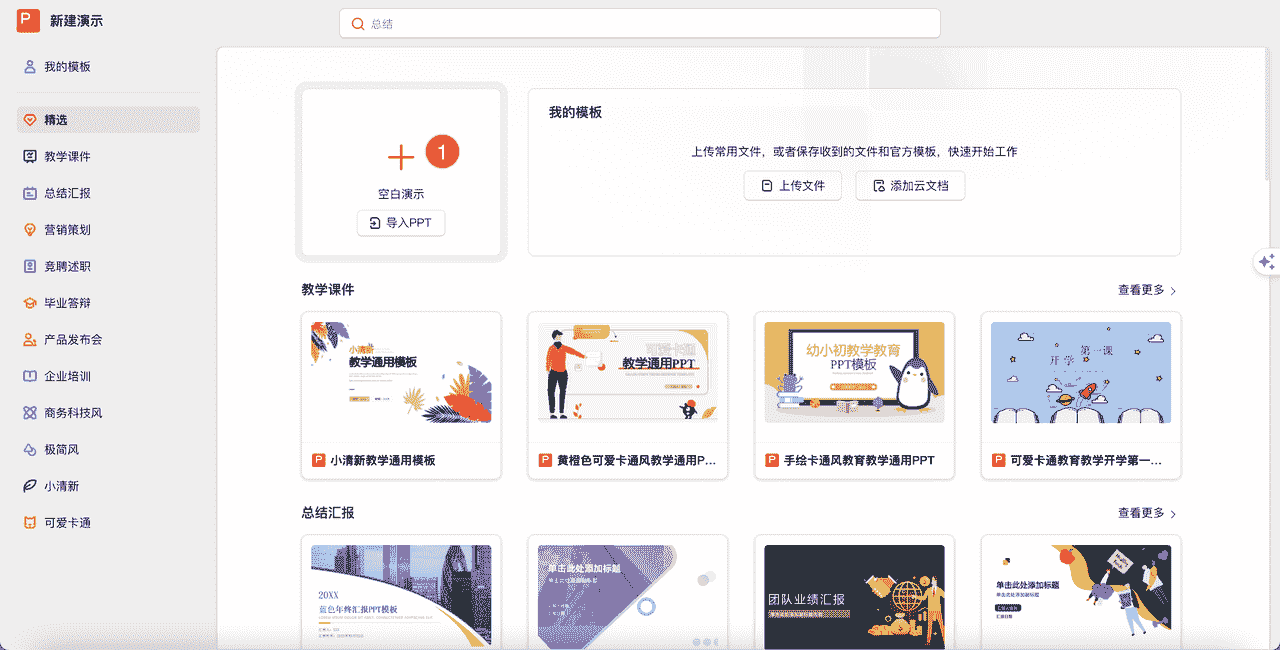 P 新建演示
总结
我的模板
精选
教学课件
总结汇报
营销策划
竞聘述职
毕业答辩
产品发布会
企业培训
商务科技风
极简风
小清新
可爱卡通
1
空白演示
导入PPT
我的模板
上传常用文件，或者保存收到的文件和官方模板，快速开始工作
上传文件
添加云文档
教学课件
查看更多
小清新
教学通用模板
教学通用PPT
幼小初教学教育
PPT模板
开学第一课
P 小清新教学通用模板
P 黄橙色可爱卡通风教学通用P...
P 手绘卡通风教育教学通用PPT
P 可爱卡通教育教学开学第一...
总结汇报
查看更多
20XX
蓝色年终汇报PPT模板
单击此处添加标题
团队业绩汇报
单击此处添加标题
单击此处添加副标题